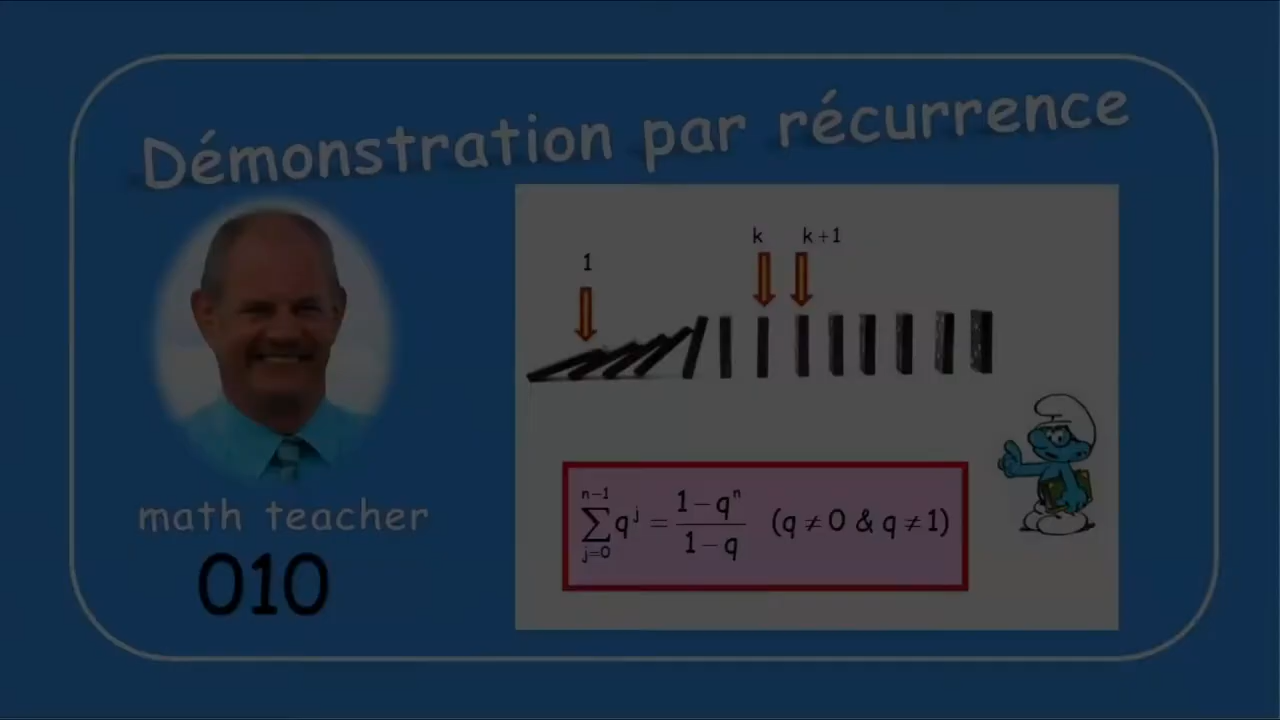 Démonstration par récurrence
1
k
k+1
math teacher
010
n-1
∑ q^j = (1-q^n)/(1-q) (q ≠ 0 & q ≠ 1)
j=0